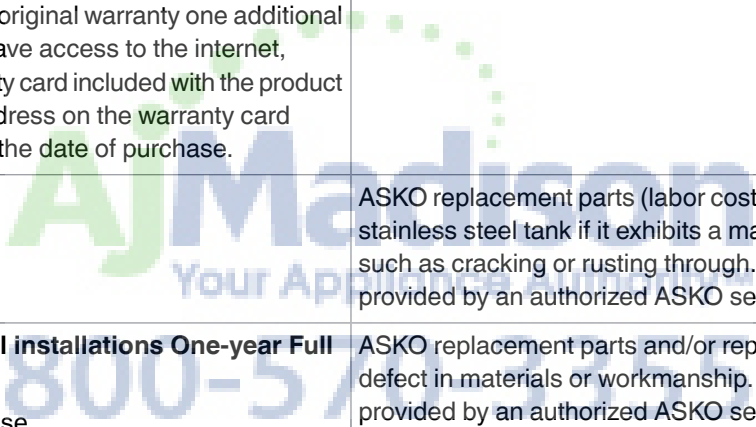 original warranty one additional
ave access to the internet,
ty card included with the product
dress on the warranty card
the date of purchase.
ASKO replacement parts (labor cost
stainless steel tank if it exhibits a ma
such as cracking or rusting through.
provided by an authorized ASKO se
l installations One-year Full
se
ASKO replacement parts and/or rep
defect in materials or workmanship.
provided by an authorized ASKO se
AjMadison
Your Appliance Authority
800-570-3355